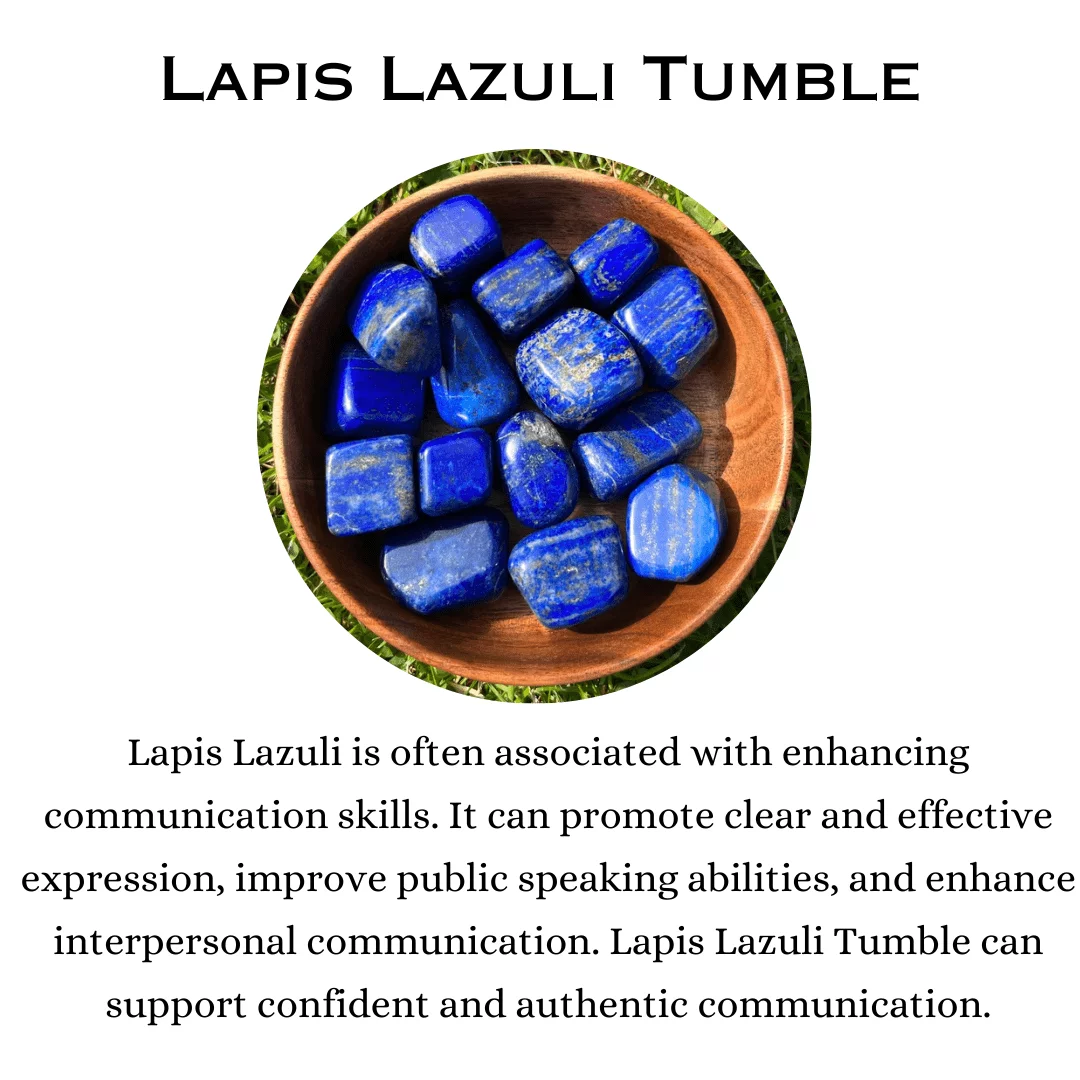 Lapis Lazuli Tumble
Lapis Lazuli is often associated with enhancing
communication skills. It can promote clear and effective
expression, improve public speaking abilities, and enhance
interpersonal communication. Lapis Lazuli Tumble can
support confident and authentic communication.